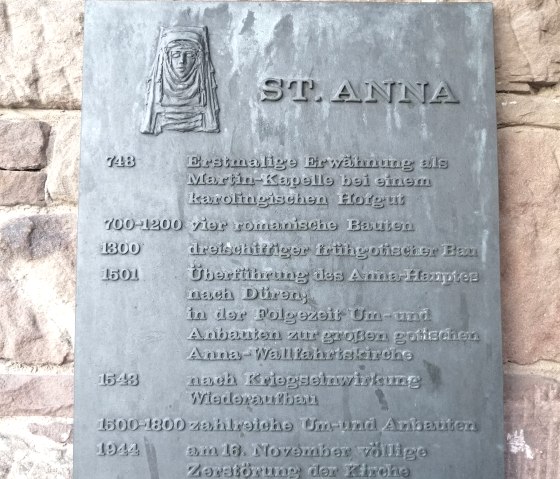 ST. ANNA
748 Erstmalige Erwähnung als
Martin-Kapelle bei einem
karolingischen Hofgut
700-1200 vier romanische Bauten
1300 dreischiffiger frühgotischer Bau
1501 Überführung des Anna-Hauptes
nach Düren;
in der Folgezeit Um- und
Anbauten zur großen gotischen
Anna-Wallfahrtskirche
1543 nach Kriegseinwirkung
Wiederaufbau
1500-1800 zahlreiche Um- und Anbauten
1944 am 16. November völlige
Zerstörung der Kirche